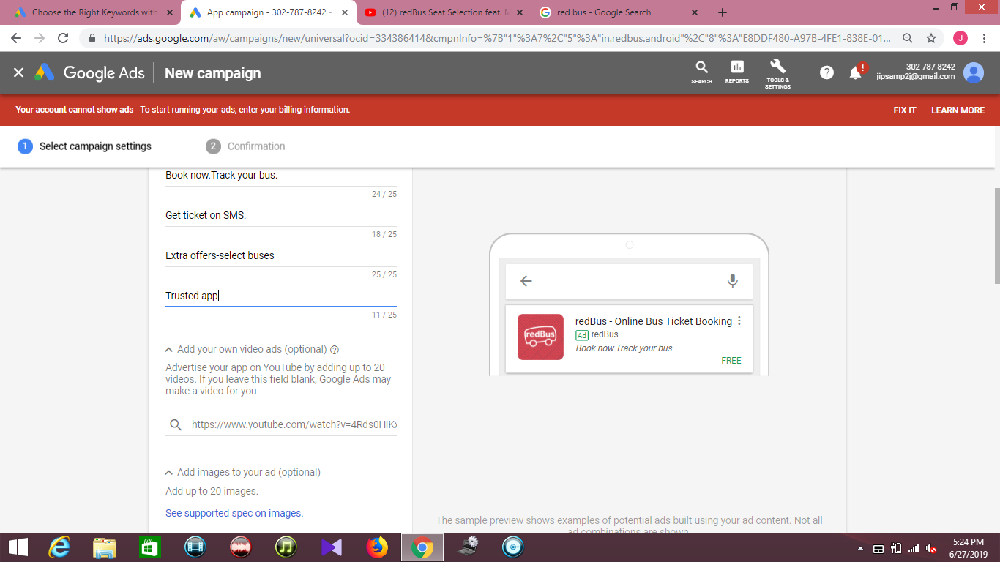 Choose the Right Keywords with
App campaign - 302-787-8242 -
(12) redBus Seat Selection feat.
red bus - Google Search
https://ads.google.com/aw/campaigns/new/universal?ocid=334386414&cmpnInfo=%7B"1"%3A7%2C"5"%3A"in.redbus.android"%2C"8"%3A"E8DDF480-A97B-4FE1-838E-01...
J
Google Ads
New campaign
SEARCH
REPORTS
TOOLS &
SETTINGS
302-787-8242
jipsamp2j@gmail.com
Your account cannot show ads - To start running your ads, enter your billing information.
FIX IT
LEARN MORE
1 Select campaign settings
2 Confirmation
Book now.Track your bus.
24 / 25
Get ticket on SMS.
18 / 25
Extra offers-select buses
25 / 25
Trusted app
11 / 25
Add your own video ads (optional)
Advertise your app on YouTube by adding up to 20
videos. If you leave this field blank, Google Ads may
make a video for you
https://www.youtube.com/watch?v=4Rds0HiKx
Add images to your ad (optional)
Add up to 20 images.
See supported spec on images.
redBus
redBus - Online Bus Ticket Booking
Ad redBus
Book now.Track your bus.
FREE
The sample preview shows examples of potential ads built using your ad content. Not all
ad combinations are shown
5:24 PM
6/27/2019